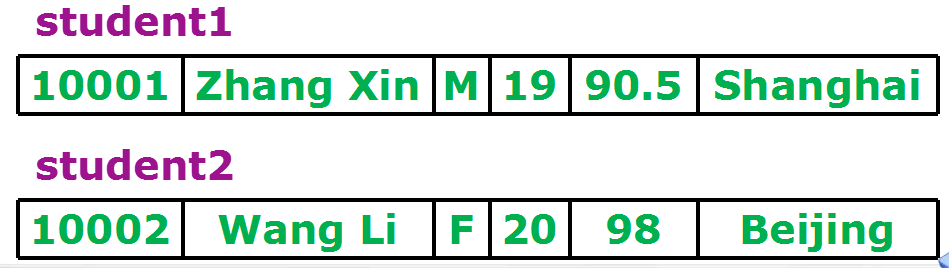 student1
10001 Zhang Xin M 19 90.5 Shanghai
student2
10002 Wang Li F 20 98 Beijing